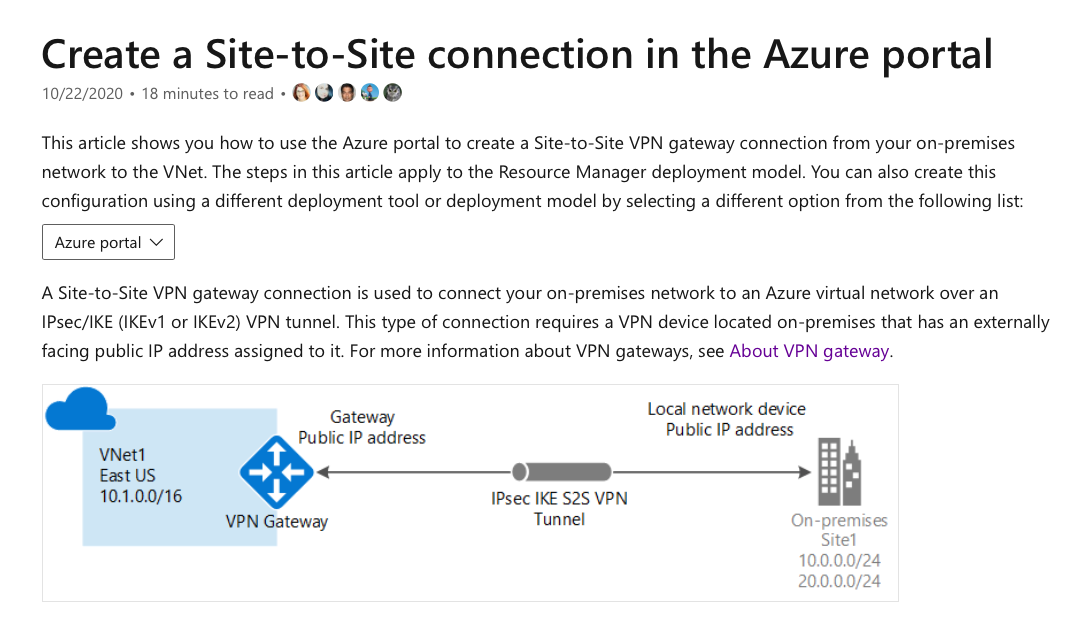 Create a Site-to-Site connection in the Azure portal
10/22/2020 • 18 minutes to read •
This article shows you how to use the Azure portal to create a Site-to-Site VPN gateway connection from your on-premises
network to the VNet. The steps in this article apply to the Resource Manager deployment model. You can also create this
configuration using a different deployment tool or deployment model by selecting a different option from the following list:
Azure portal
A Site-to-Site VPN gateway connection is used to connect your on-premises network to an Azure virtual network over an
IPsec/IKE (IKEv1 or IKEv2) VPN tunnel. This type of connection requires a VPN device located on-premises that has an externally
facing public IP address assigned to it. For more information about VPN gateways, see About VPN gateway.
VNet1
East US
10.1.0.0/16
Gateway
Public IP address
VPN Gateway
IPsec IKE S2S VPN
Tunnel
Local network device
Public IP address
On-premises
Site1
10.0.0.0/24
20.0.0.0/24